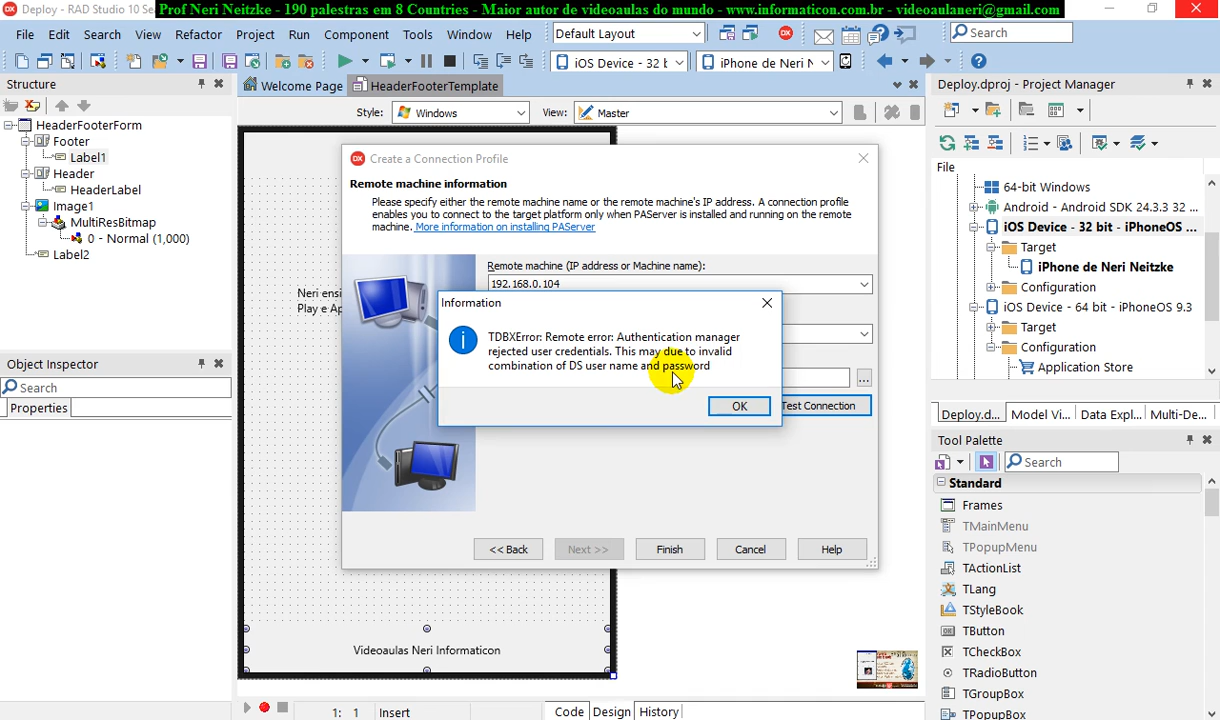 Deploy - RAD Studio 10 Se
Prof Neri Neitzke - 190 palestras em 8 Countries - Maior autor de videoaulas do mundo - www.informaticon.com.br - videoaulaneri@gmail.com
File Edit Search View Refactor Project Run Component Tools Window Help Default Layout Search
iOS Device - 32 b iPhone de Neri N
Structure
Welcome Page HeaderFooterTemplate
Deploy.dproj - Project Manager
Style: Windows View: Master
HeaderFooterForm
Footer
Label1
Header
HeaderLabel
Image1
MultiResBitmap
0 - Normal (1,000)
Label2
Object Inspector
Search
Properties
Neri ensi
Play e Ap
Create a Connection Profile
Remote machine information
Please specify either the remote machine name or the remote machine's IP address. A connection profile
enables you to connect to the target platform only when PAServer is installed and running on the remote
machine. More information on installing PAServer
Remote machine (IP address or Machine name):
192.168.0.104
Information
TDBXError: Remote error: Authentication manager
rejected user credentials. This may due to invalid
combination of DS user name and password
OK
...
Test Connection
<< Back Next >> Finish Cancel Help
Videoaulas Neri Informaticon
1: 1 Insert Code Design History
File
64-bit Windows
Android - Android SDK 24.3.3 32 ...
iOS Device - 32 bit - iPhoneOS ...
Target
iPhone de Neri Neitzke
Configuration
iOS Device - 64 bit - iPhoneOS 9.3
Target
Configuration
Application Store
Deploy.d... Model Vi... Data Expl... Multi-De...
Tool Palette
Search
Standard
Frames
TMainMenu
TPopupMenu
TActionList
TLang
TStyleBook
TButton
TCheckBox
TRadioButton
TGroupBox
TPopupBox